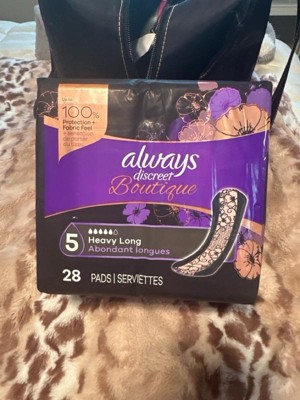 100%
Protection +
Fabric Feel
always
discreet
Boutique
5
Heavy Long
Abondant longues
28 PADS | SERVIETTES